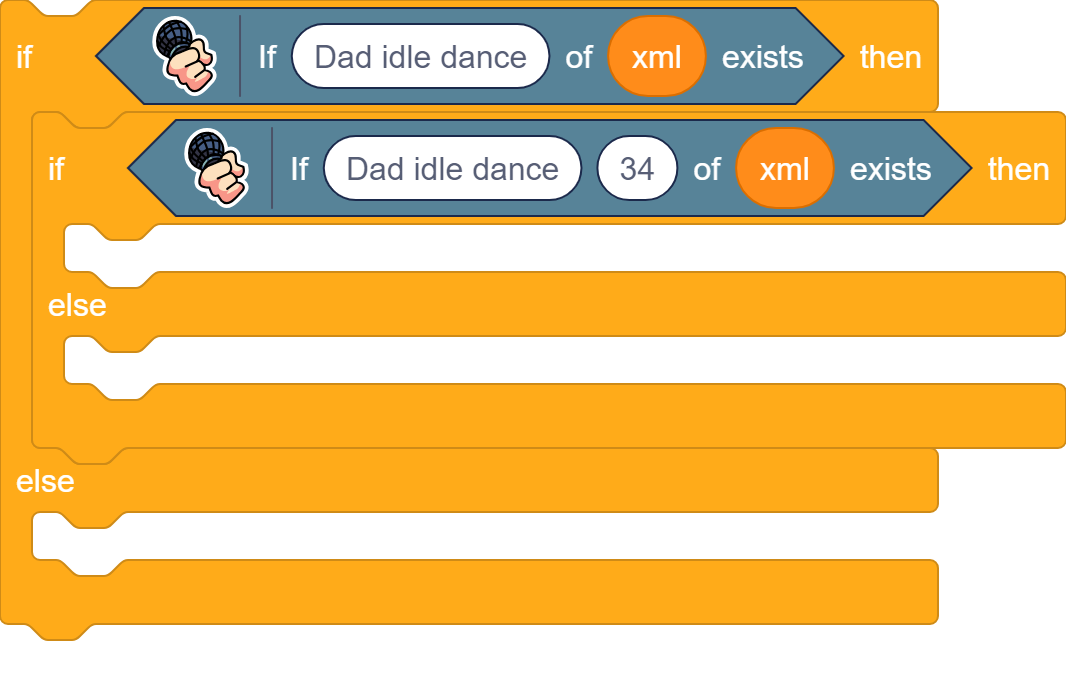 if If Dad idle dance of xml exists then
if If Dad idle dance 34 of xml exists then
else
else